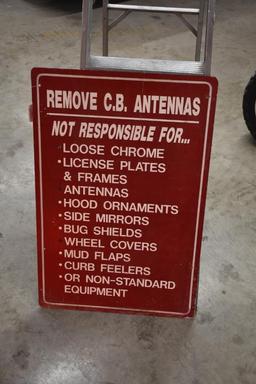 REMOVE C.B. ANTENNAS
NOT RESPONSIBLE FOR...
LOOSE CHROME
• LICENSE PLATES
& FRAMES
ANTENNAS
• HOOD ORNAMENTS
• SIDE MIRRORS
• BUG SHIELDS
WHEEL COVERS
• MUD FLAPS
• CURB FEELERS
• OR NON-STANDARD
EQUIPMENT